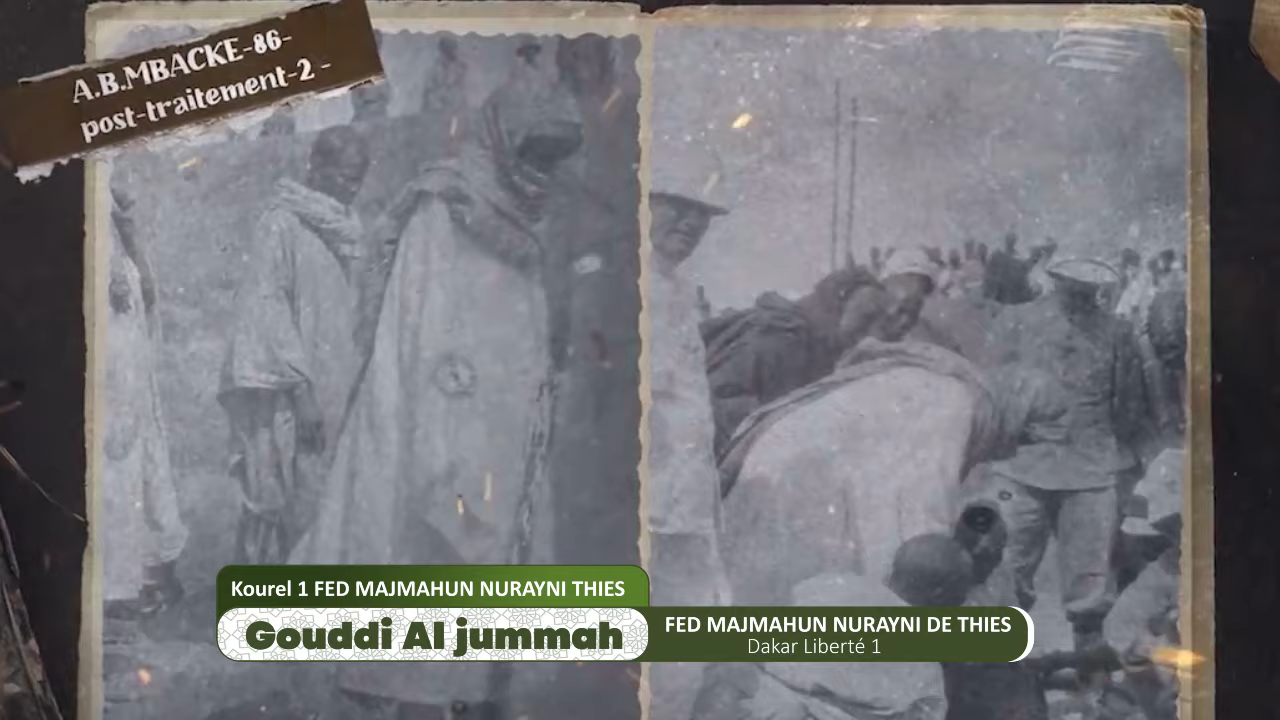 A.B.MBACKE-86-
post-traitement-2 -
Kourel 1 FED MAJMAHUN NURAYNI THIES
Gouddi Al jummah
FED MAJMAHUN NURAYNI DE THIES
Dakar Liberté 1